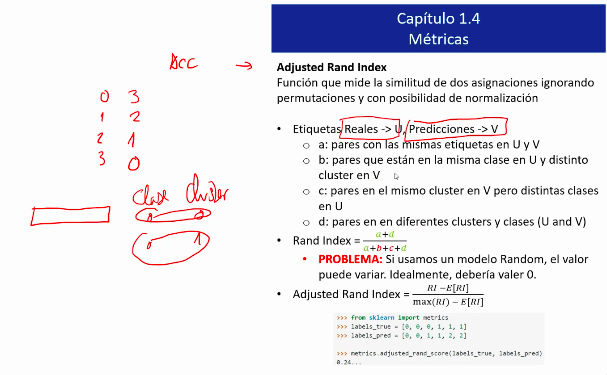 Capítulo 1.4
Métricas
Acc →
0 3
1 2
2 1
3 0
clase cluster
0 0
0 1
Adjusted Rand Index
Función que mide la similitud de dos asignaciones ignorando
permutaciones y con posibilidad de normalización
• Etiquetas Reales -> U, Predicciones -> V
o a: pares con las mismas etiquetas en U y V
o b: pares que están en la misma clase en U y distinto
cluster en V
o c: pares en el mismo cluster en V pero distintas clases
en U
o d: pares en en diferentes clusters y clases (U and V)
• Rand Index = a+d / a+b+c+d
• PROBLEMA: Si usamos un modelo Random, el valor
puede variar. Idealmente, debería valer 0.
• Adjusted Rand Index = RI −E[RI] / max(RI) − E[RI]
>>> from sklearn import metrics
>>> labels_true = [0, 0, 0, 1, 1, 1]
>>> labels_pred = [0, 0, 1, 1, 2, 2]
>>> metrics.adjusted_rand_score(labels_true, labels_pred)
0.24...